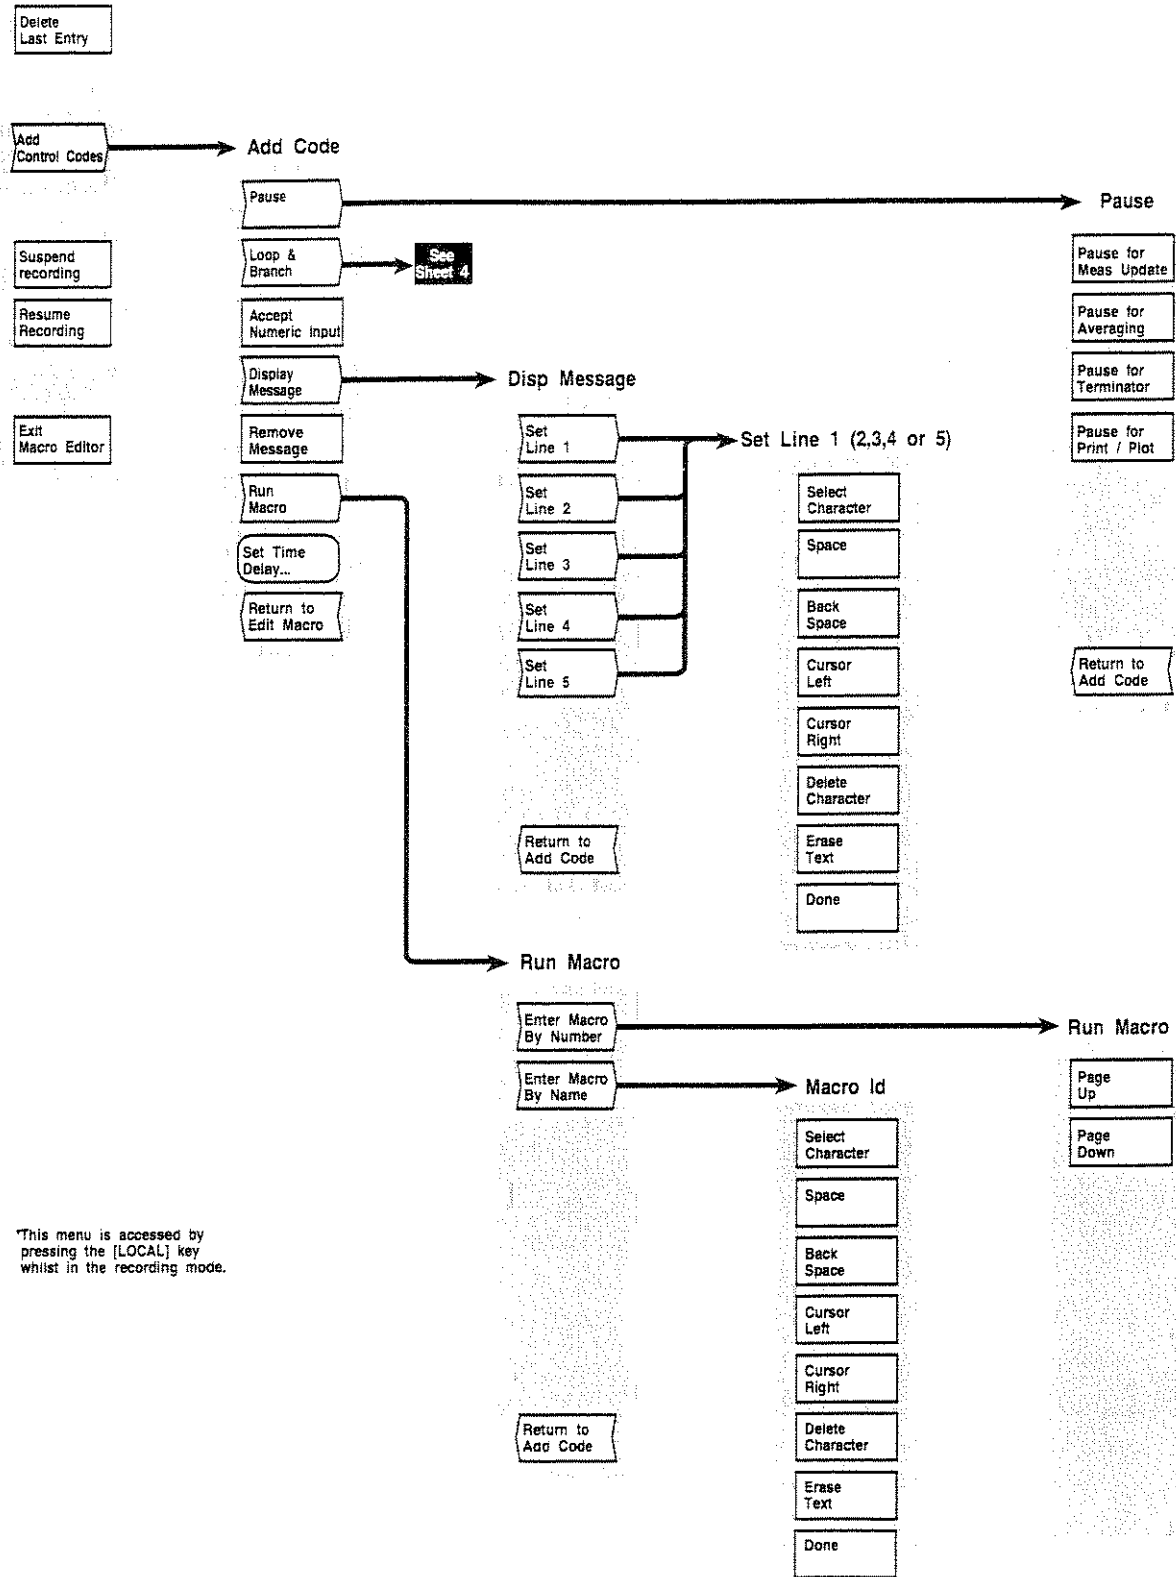 Delete
Last Entry
Add
Control Codes
Suspend
recording
Resume
Recording
Exit
Macro Editor
Add Code
Pause
Loop &
Branch
See
Sheet 4
Accept
Numeric Input
Display
Message
Remove
Message
Run
Macro
Set Time
Delay...
Return to
Edit Macro
Pause
Pause for
Meas Update
Pause for
Averaging
Pause for
Terminator
Pause for
Print / Plot
Return to
Add Code
Disp Message
Set
Line 1
Set
Line 2
Set
Line 3
Set
Line 4
Set
Line 5
Return to
Add Code
Set Line 1 (2,3,4 or 5)
Select
Character
Space
Back
Space
Cursor
Left
Cursor
Right
Delete
Character
Erase
Text
Done
Run Macro
Enter Macro
By Number
Enter Macro
By Name
Return to
Add Code
Macro Id
Select
Character
Space
Back
Space
Cursor
Left
Cursor
Right
Delete
Character
Erase
Text
Done
Run Macro
Page
Up
Page
Down
*This menu is accessed by
pressing the [LOCAL] key
whilst in the recording mode.